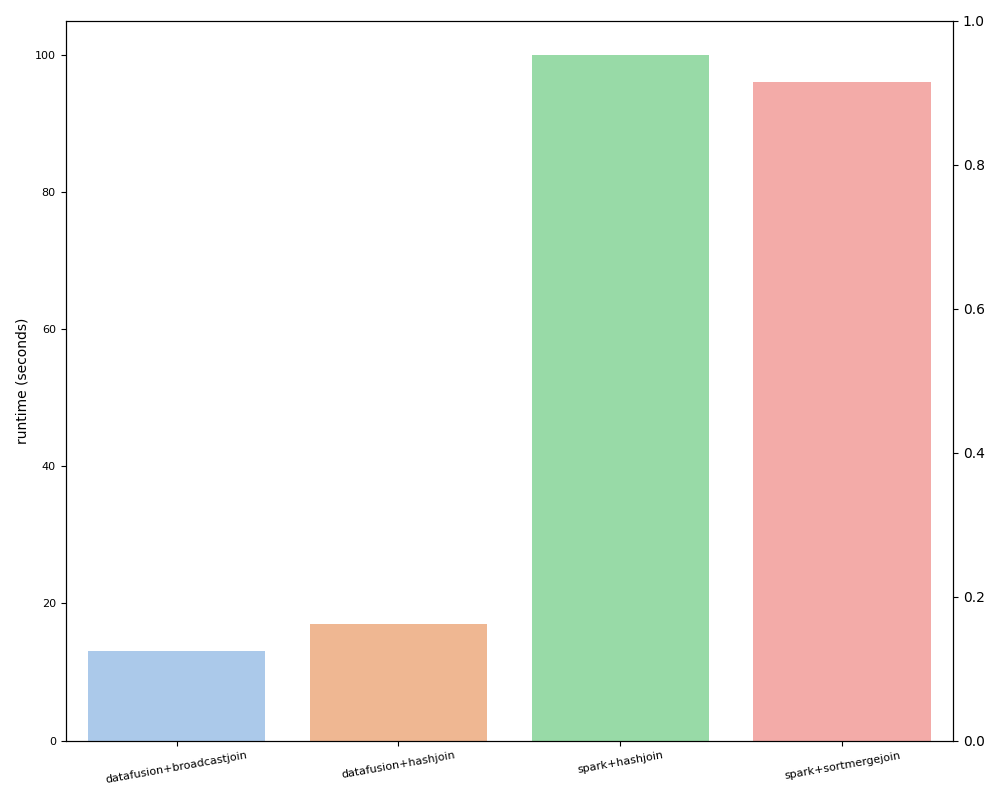 runtime (seconds)
100
80
60
40
20
0
1.0
0.8
0.6
0.4
0.2
0.0
datafusion+broadcastjoin
datafusion+hashjoin
spark+hashjoin
spark+sortmergejoin